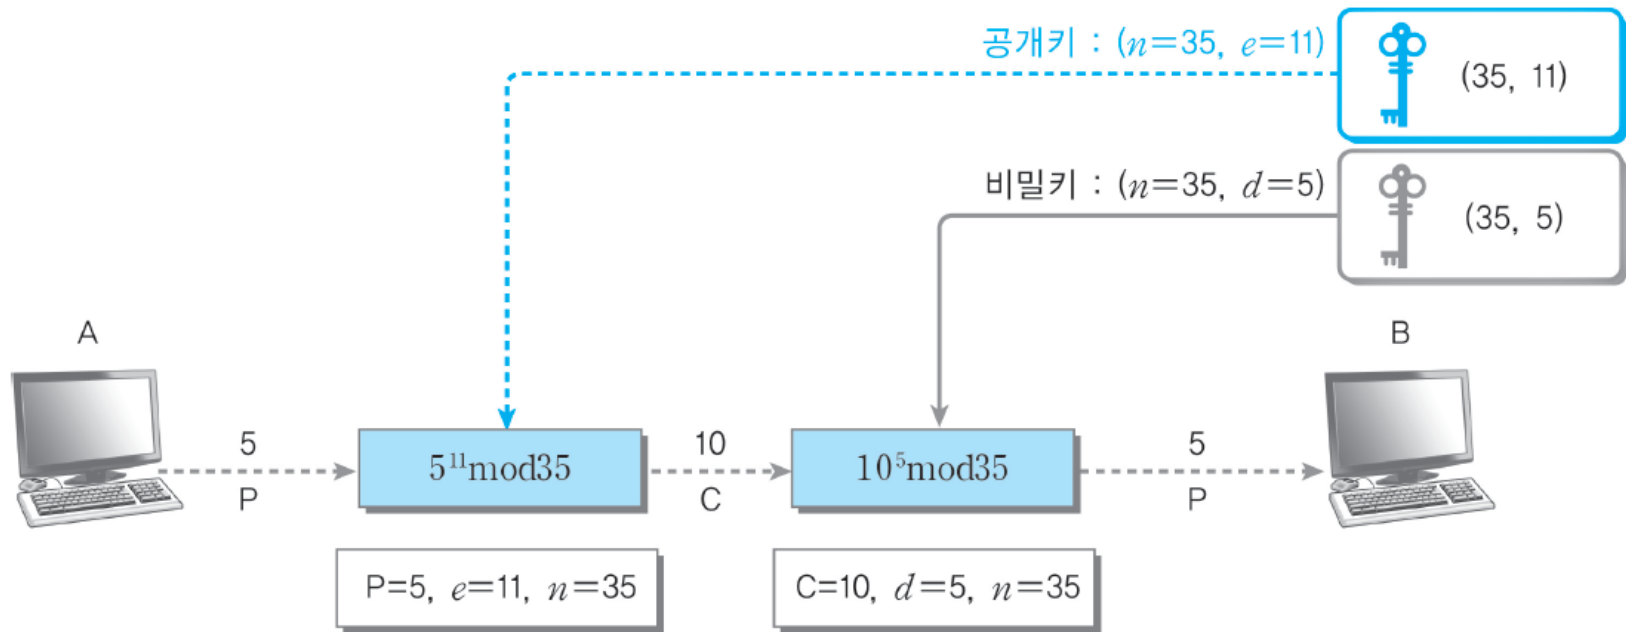 공개키 : (n=35, e=11)
(35, 11)
비밀키 : (n=35, d=5)
(35, 5)
A
B
5
P
5¹¹mod35
10
C
10⁵mod35
5
P
P=5, e=11, n=35
C=10, d=5, n=35